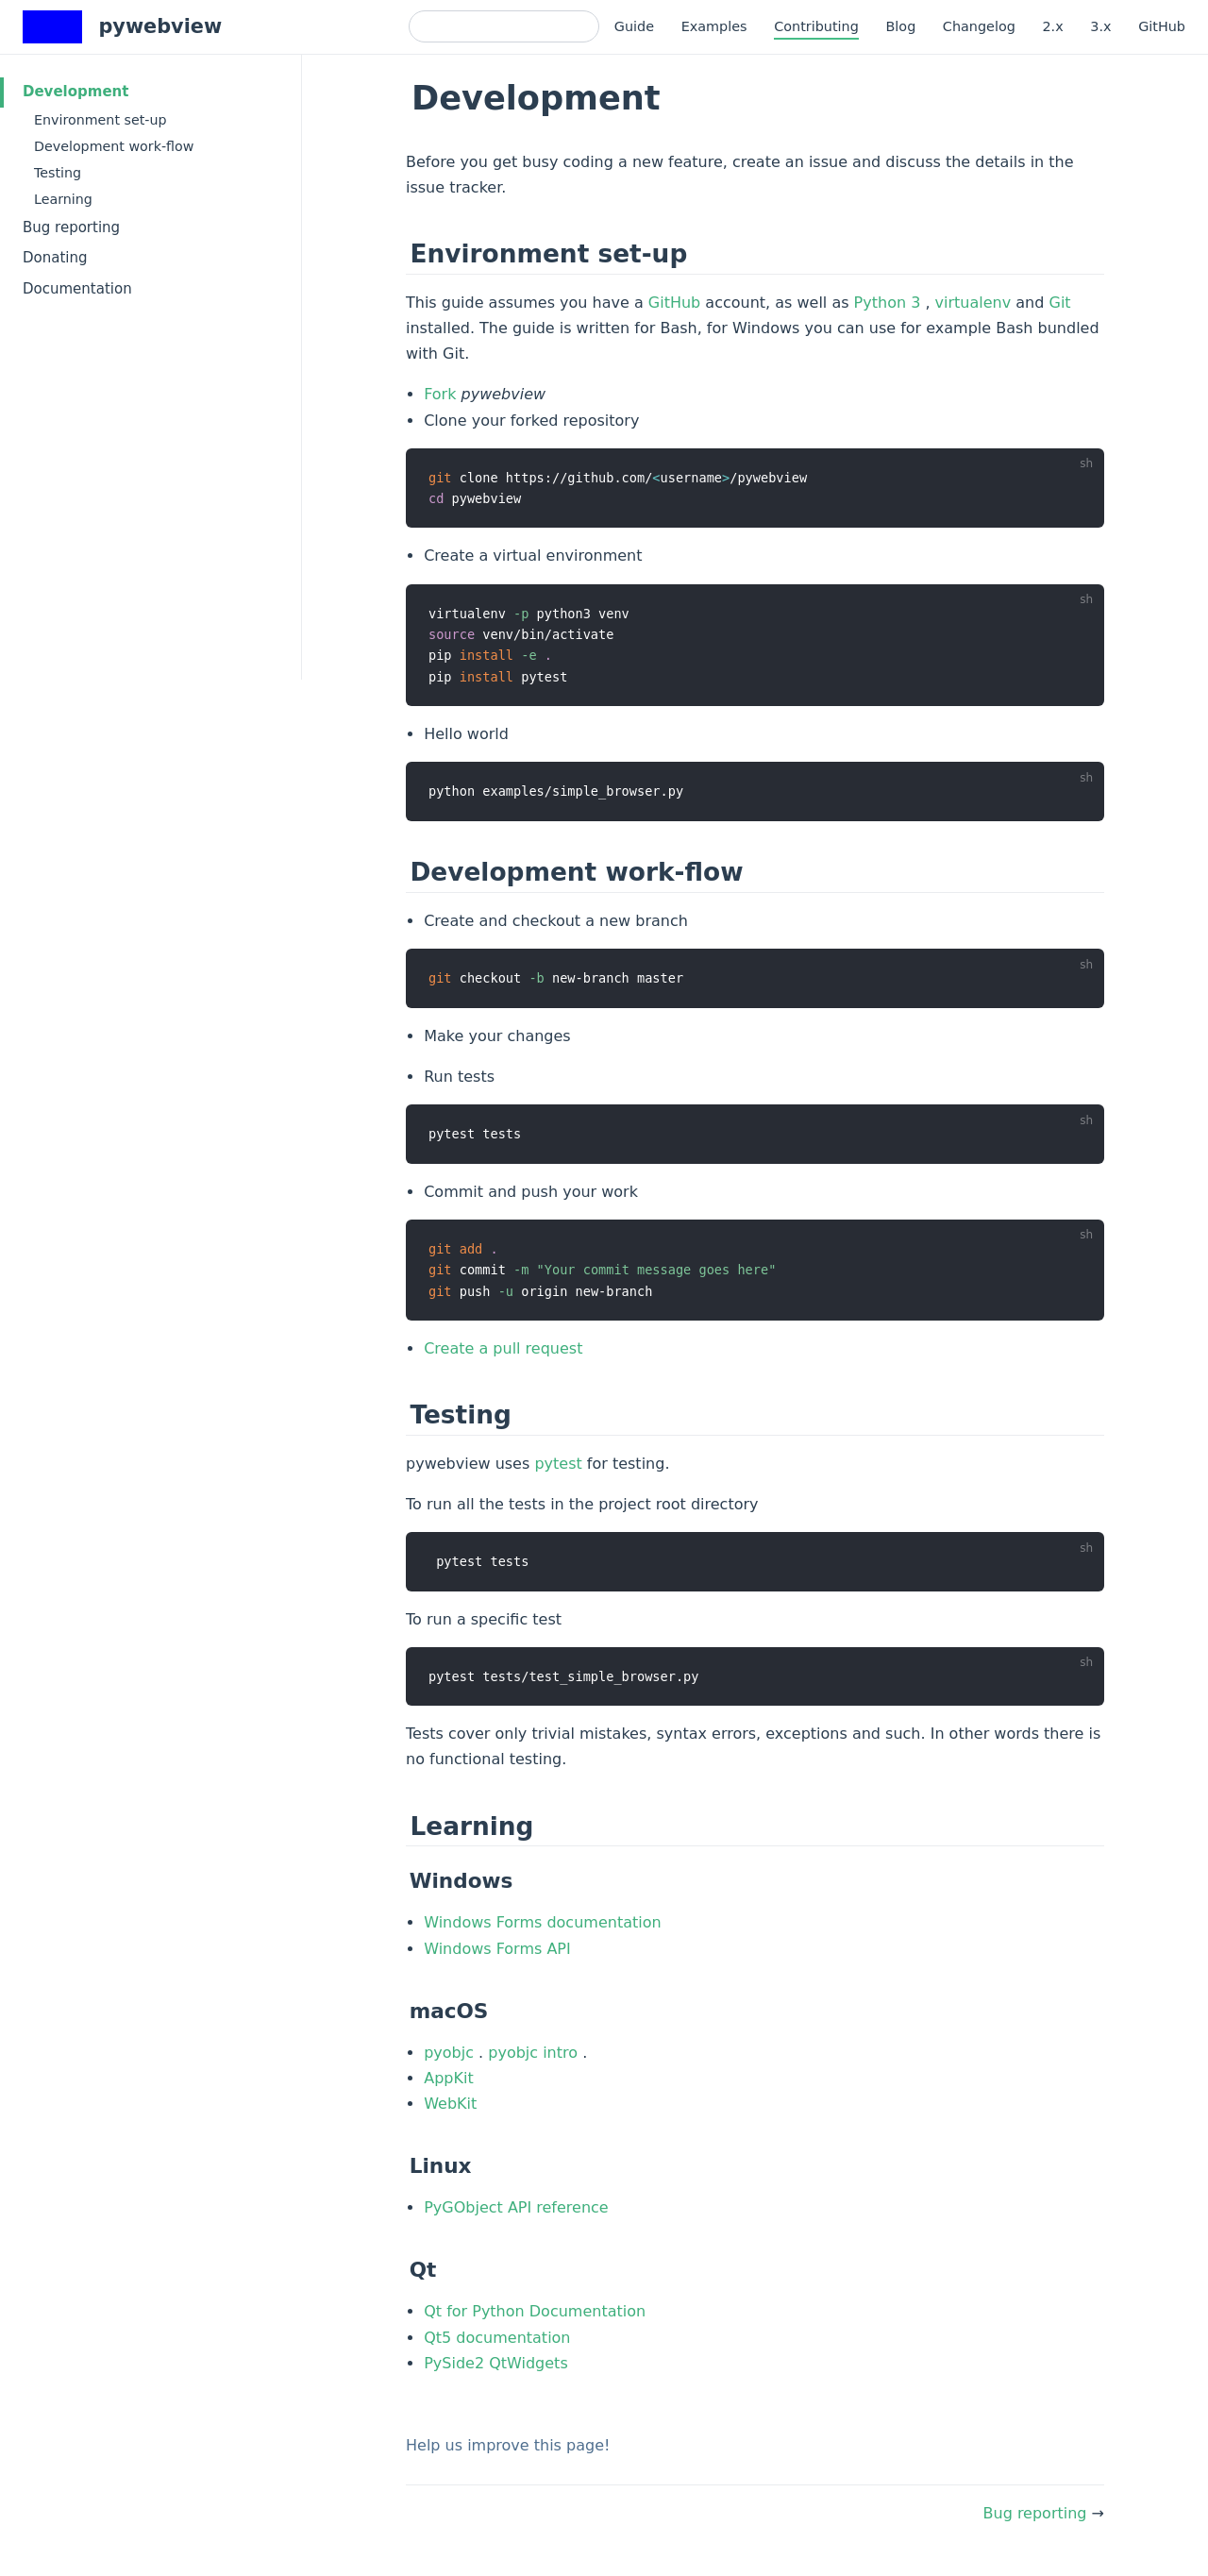 pywebview
Guide Examples Contributing Blog Changelog 2.x 3.x GitHub
Development
Environment set-up
Development work-flow
Testing
Learning
Bug reporting
Donating
Documentation
Development
Before you get busy coding a new feature, create an issue and discuss the details in the
issue tracker.
Environment set-up
This guide assumes you have a GitHub account, as well as Python 3 , virtualenv and Git
installed. The guide is written for Bash, for Windows you can use for example Bash bundled
with Git.
• Fork pywebview
• Clone your forked repository
sh
git clone https://github.com/<username>/pywebview
cd pywebview
• Create a virtual environment
sh
virtualenv -p python3 venv
source venv/bin/activate
pip install -e .
pip install pytest
• Hello world
sh
python examples/simple_browser.py
Development work-flow
• Create and checkout a new branch
sh
git checkout -b new-branch master
• Make your changes
• Run tests
sh
pytest tests
• Commit and push your work
sh
git add .
git commit -m "Your commit message goes here"
git push -u origin new-branch
• Create a pull request
Testing
pywebview uses pytest for testing.
To run all the tests in the project root directory
sh
pytest tests
To run a specific test
sh
pytest tests/test_simple_browser.py
Tests cover only trivial mistakes, syntax errors, exceptions and such. In other words there is
no functional testing.
Learning
Windows
• Windows Forms documentation
• Windows Forms API
macOS
• pyobjc . pyobjc intro .
• AppKit
• WebKit
Linux
• PyGObject API reference
Qt
• Qt for Python Documentation
• Qt5 documentation
• PySide2 QtWidgets
Help us improve this page!
Bug reporting →